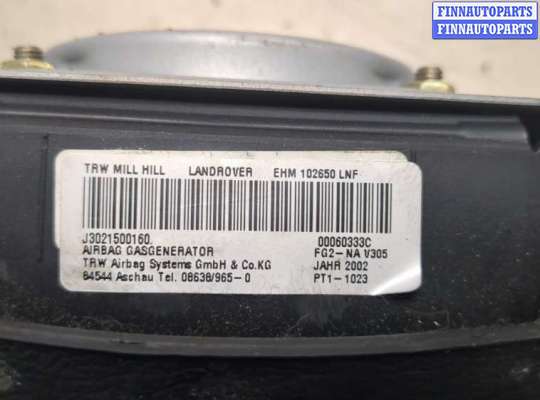 FINNAUTOPARTS
FINNAUTOPARTS
TRW MILL HILL LANDROVER EHM 102650 LNF
J3021500160. 00060333C
AIRBAG GASGENERATOR FG2-NA V305
TRW Airbag Systems GmbH & Co.KG JAHR 2002
84544 Aschau Tel. 08638/965-0 PT1-1023